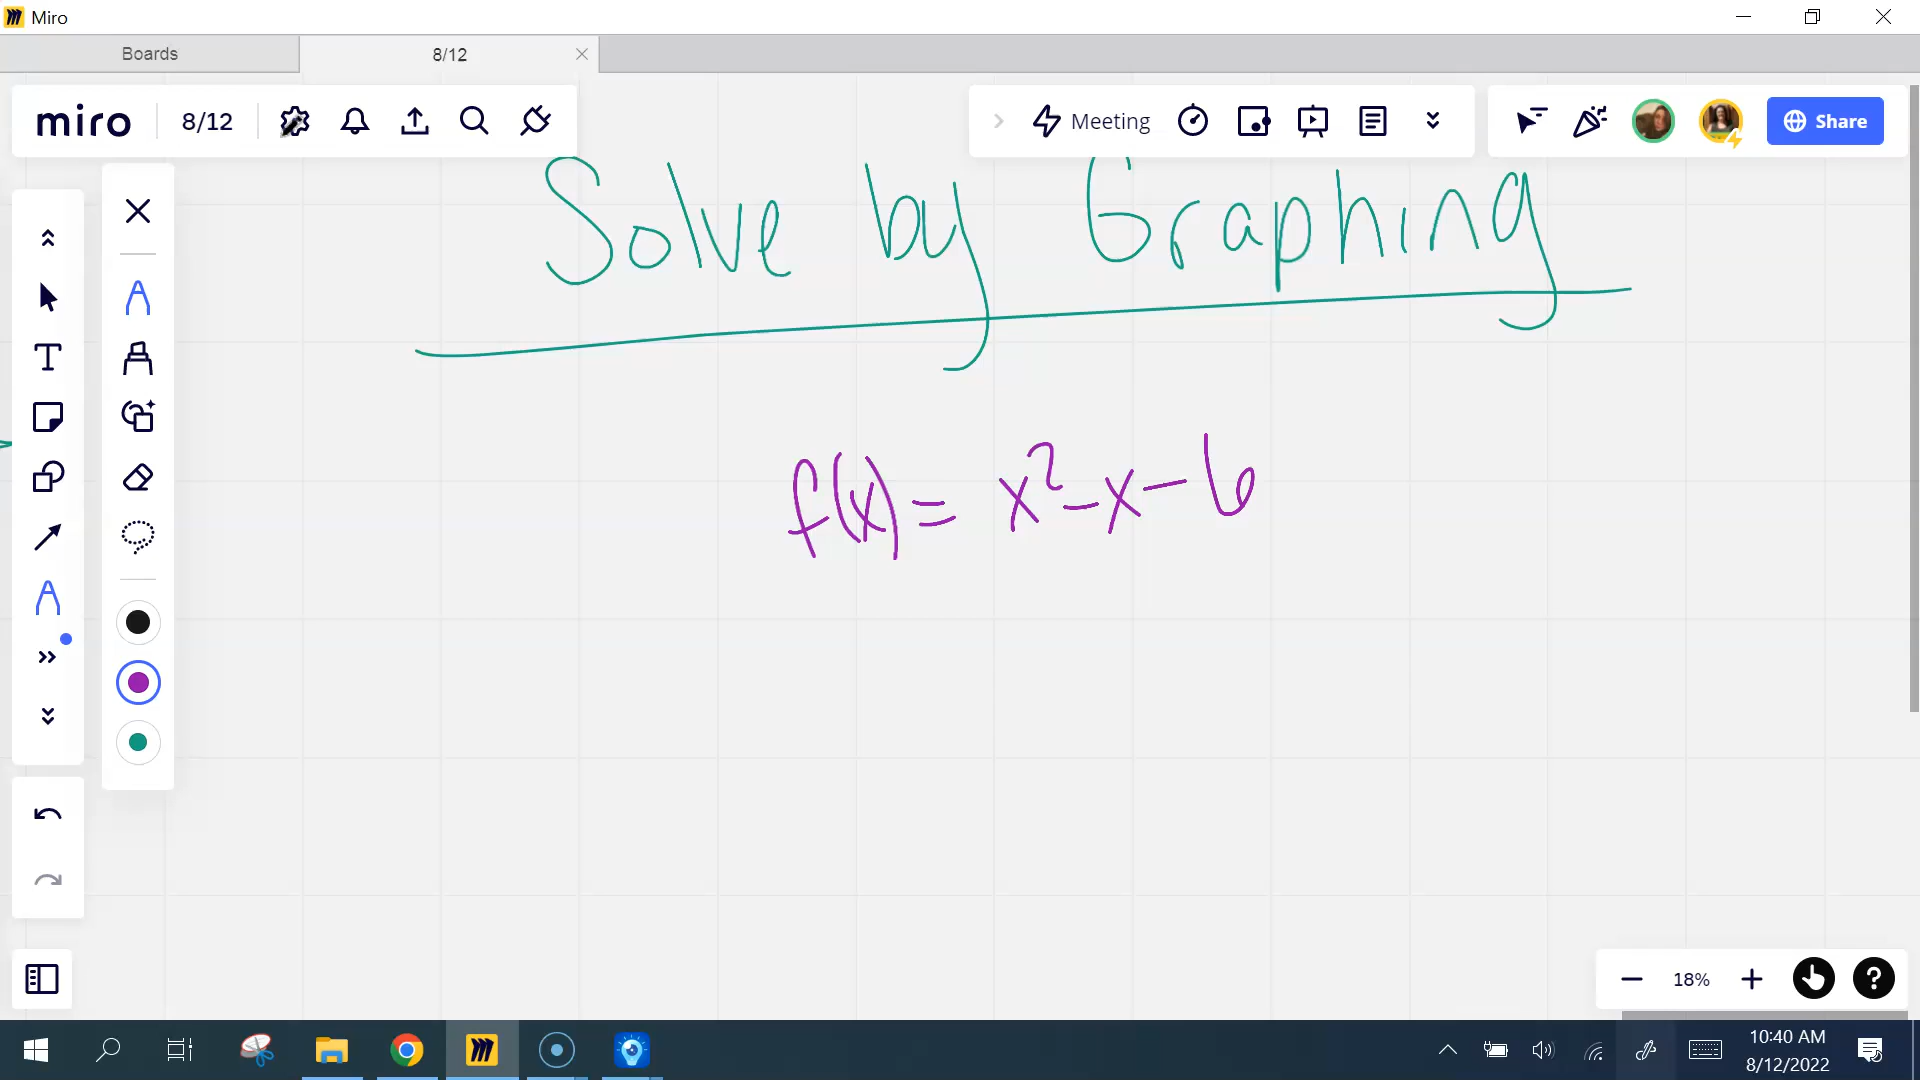 Miro
Boards
8/12
miro
8/12
Meeting
Share
Solve by Graphing
f(x) = x² - x - 6
T
18%
?
10:40 AM
8/12/2022